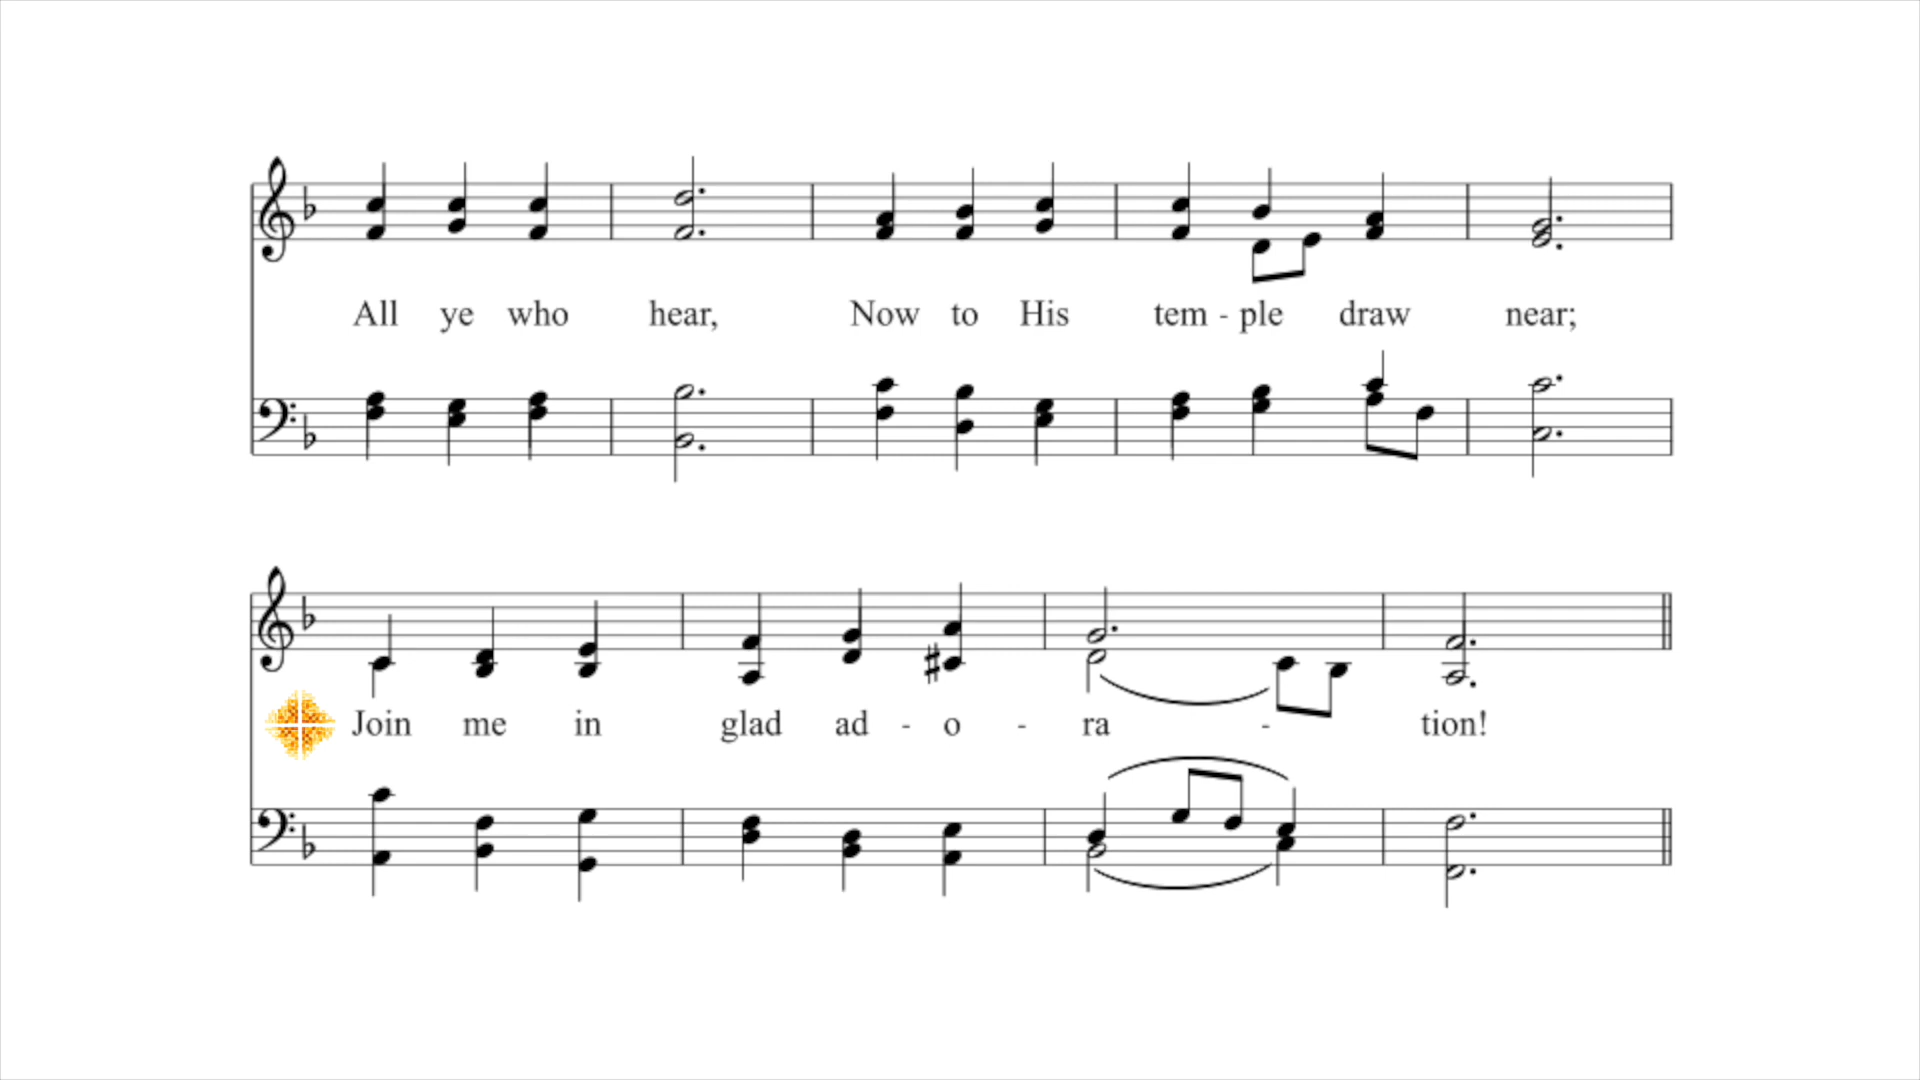 All ye who hear, Now to His tem - ple draw near;
Join me in glad ad - o - ra - tion!